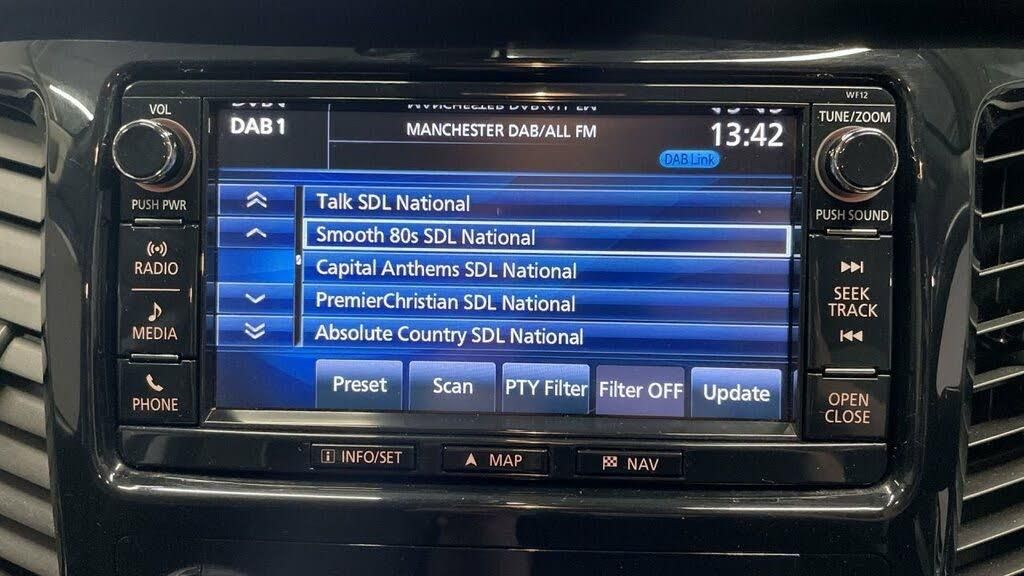 WF12
VOL
PUSH PWR
RADIO
MEDIA
PHONE
DAB1
MANCHESTER DAB/ALL FM
13:42
DAB Link
Talk SDL National
Smooth 80s SDL National
Capital Anthems SDL National
PremierChristian SDL National
Absolute Country SDL National
Preset
Scan
PTY Filter
Filter OFF
Update
TUNE/ZOOM
PUSH SOUND
SEEK
TRACK
OPEN
CLOSE
INFO/SET
MAP
NAV